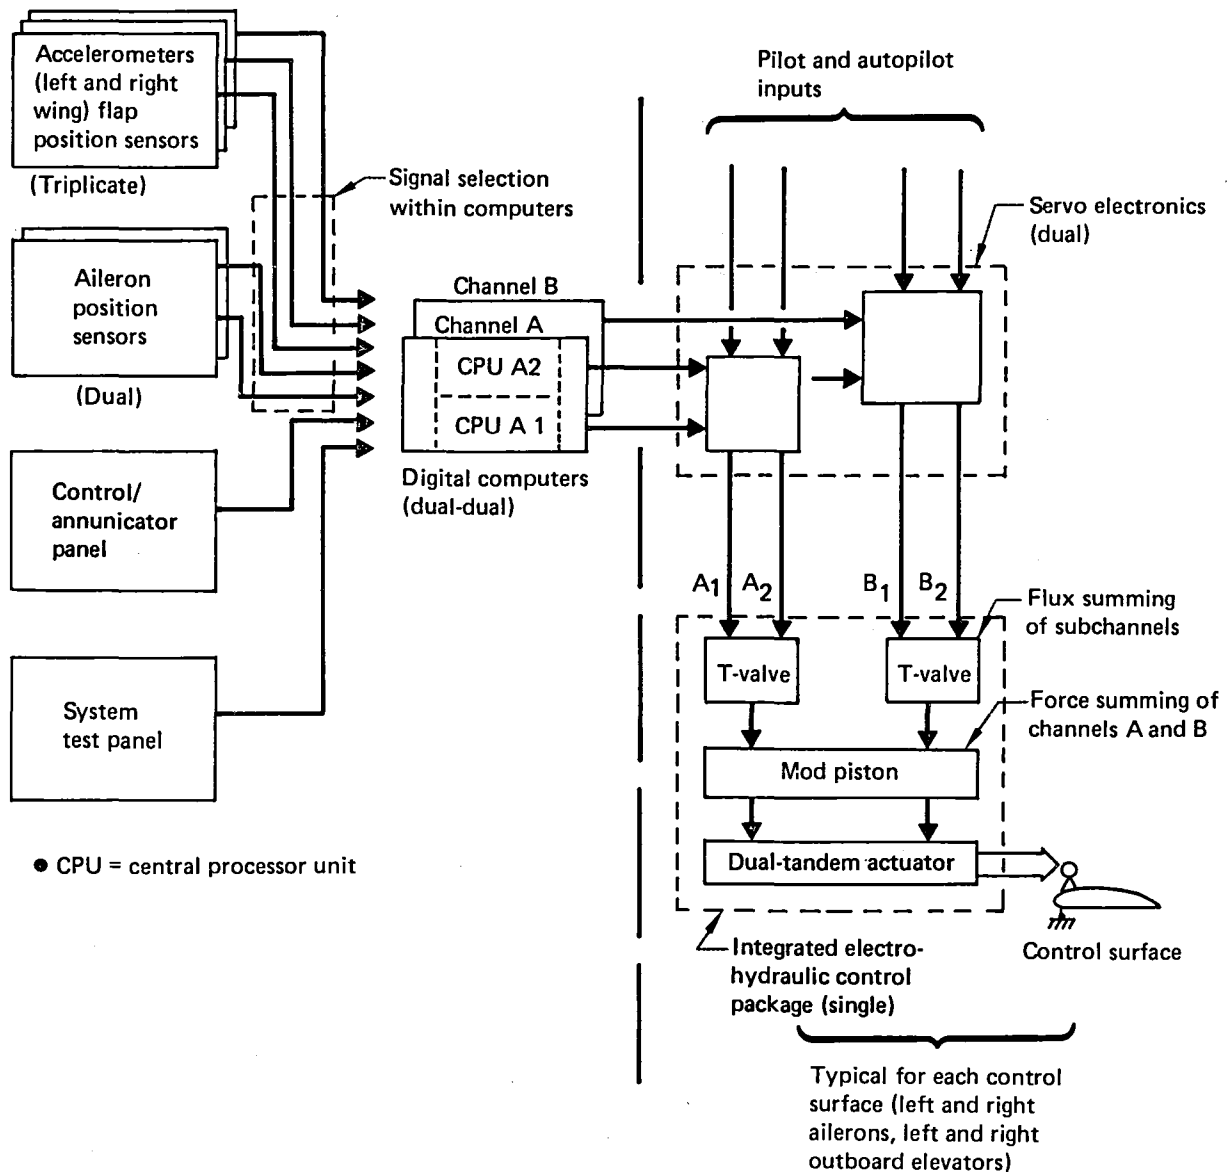 Accelerometers
(left and right
wing) flap
position sensors
(Triplicate)
Signal selection
within computers
Aileron
position
sensors
(Dual)
Control/
annunicator
panel
System
test panel
● CPU = central processor unit
Channel B
Channel A
CPU A2
CPU A 1
Digital computers
(dual-dual)
Pilot and autopilot
inputs
Servo electronics
(dual)
A1
A2
B1
B2
Flux summing
of subchannels
T-valve
T-valve
Force summing of
channels A and B
Mod piston
Dual-tandem actuator
Control surface
Integrated electro-
hydraulic control
package (single)
Typical for each control
surface (left and right
ailerons, left and right
outboard elevators)